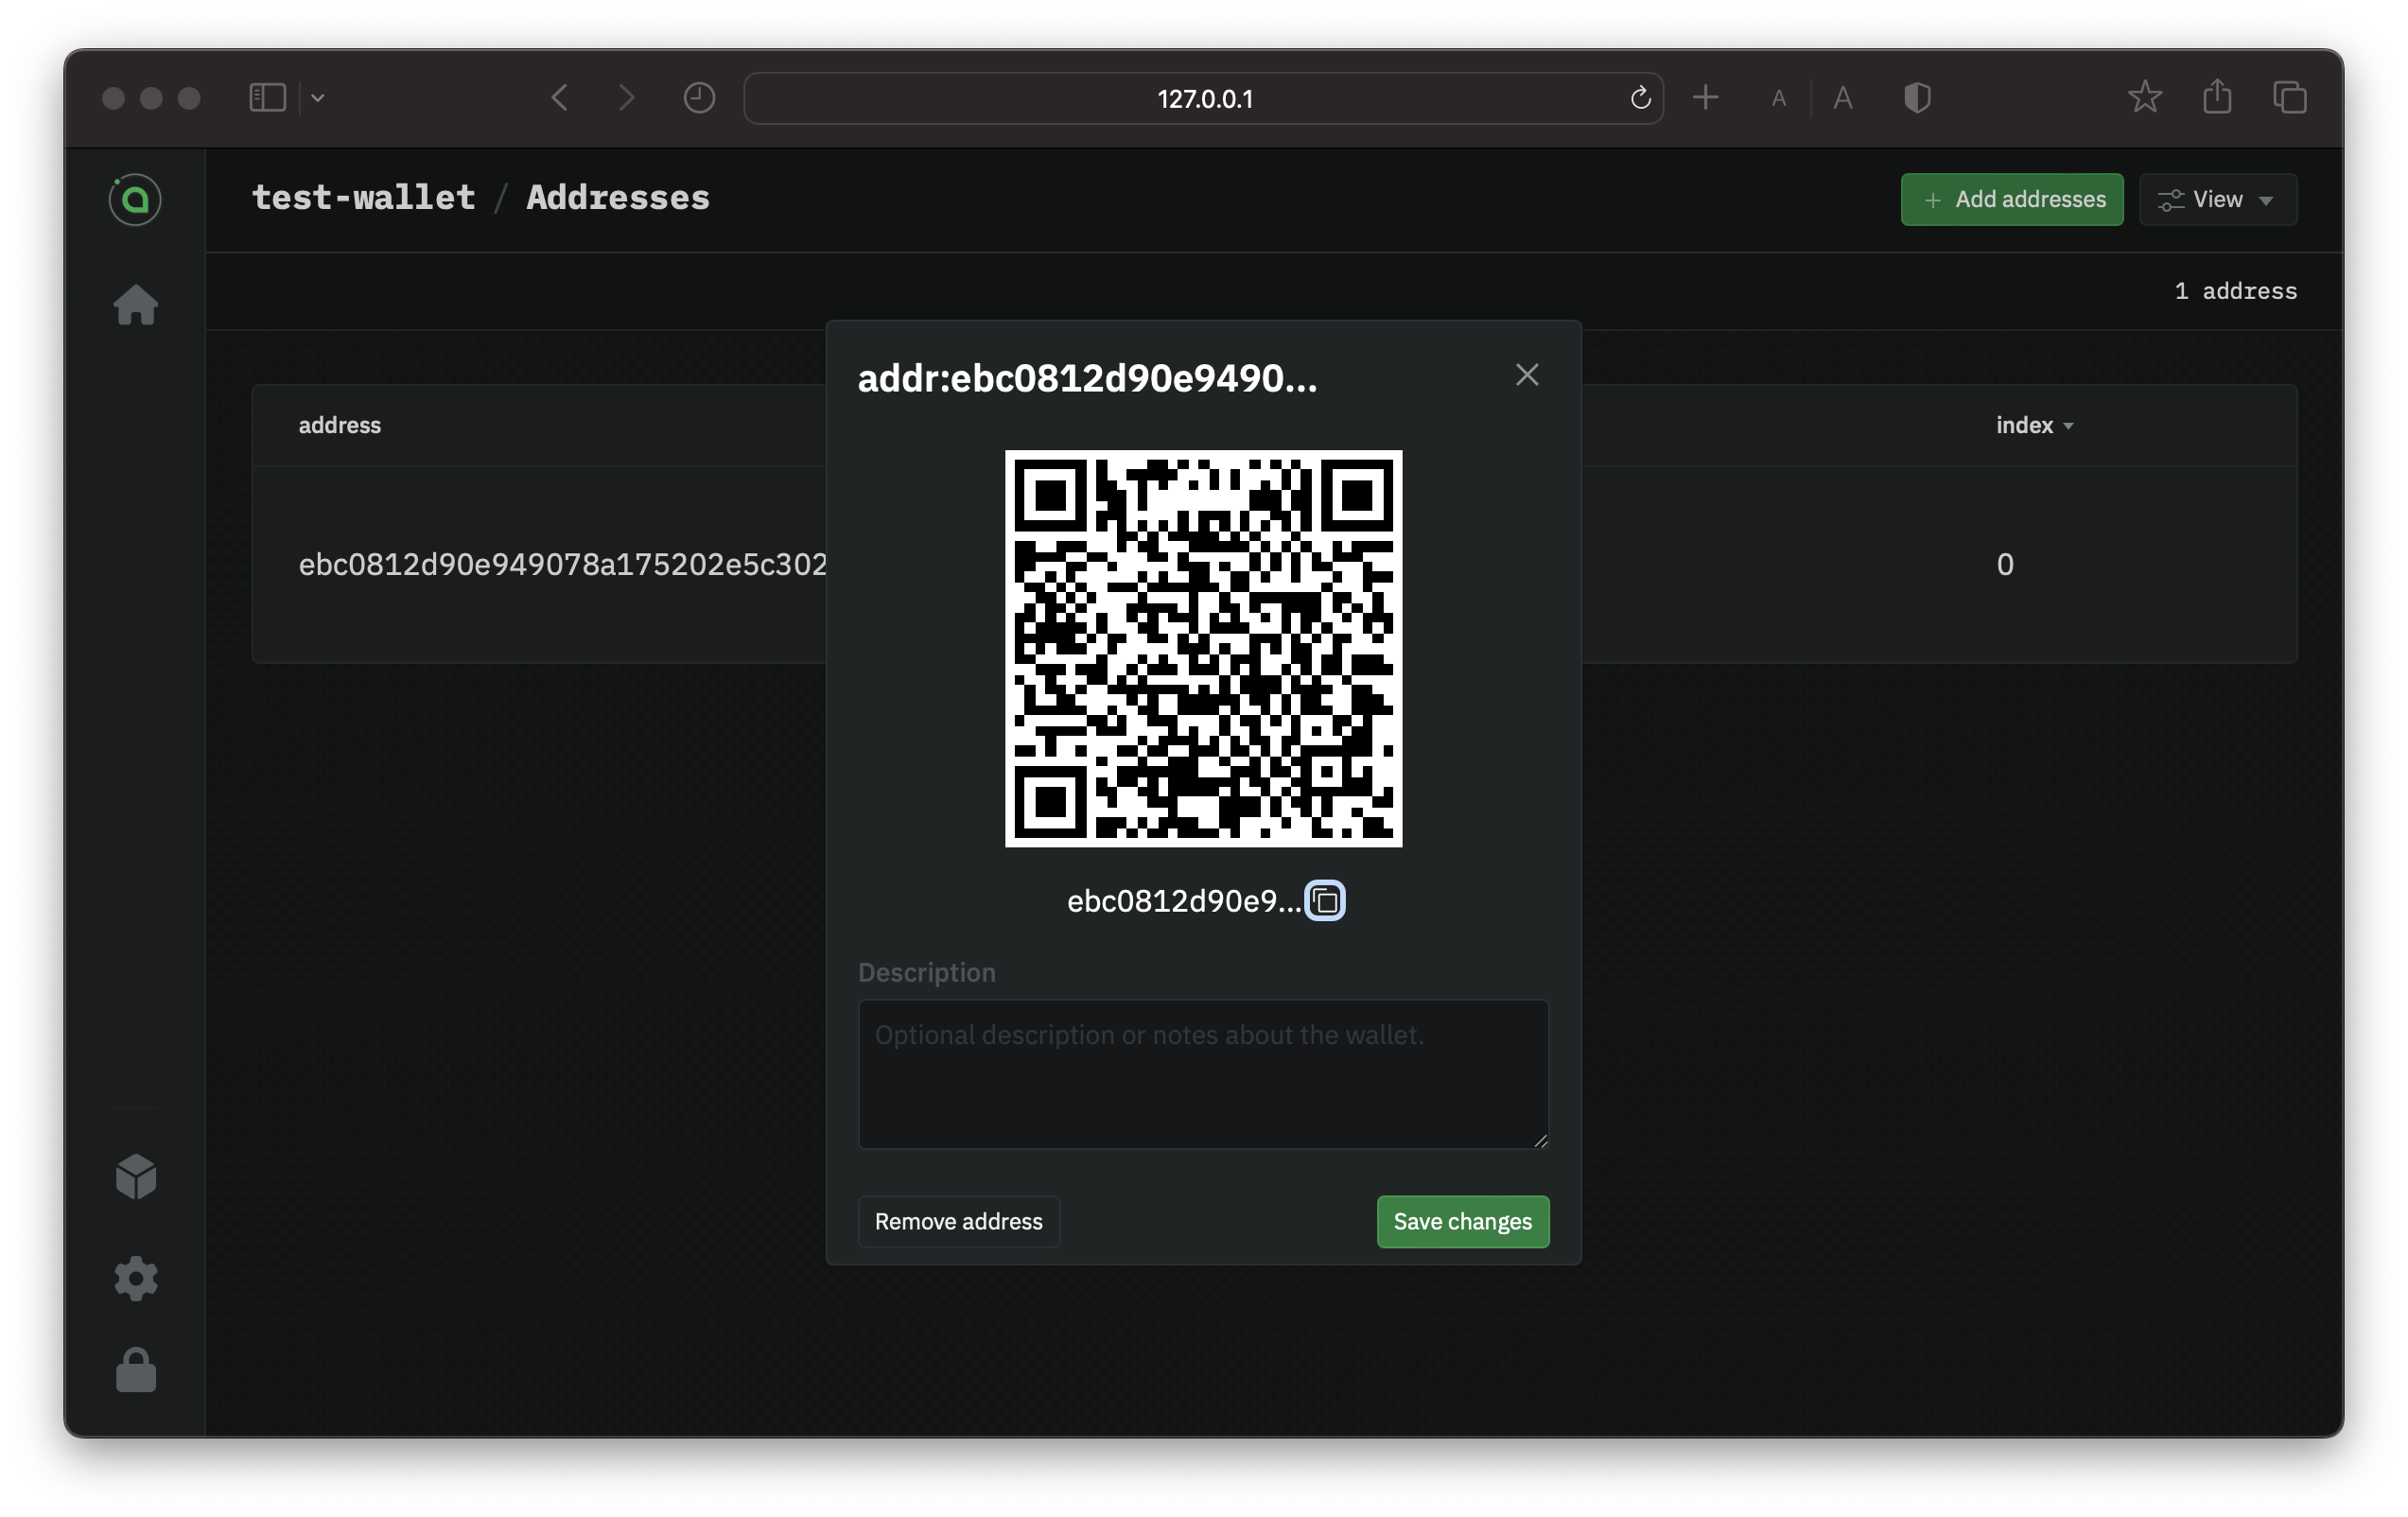 127.0.0.1
A A
test-wallet / Addresses
+ Add addresses
View
1 address
addr:ebc0812d90e9490...
address
index
ebc0812d90e949078a175202e5c302
0
ebc0812d90e9...
Description
Optional description or notes about the wallet.
Remove address
Save changes